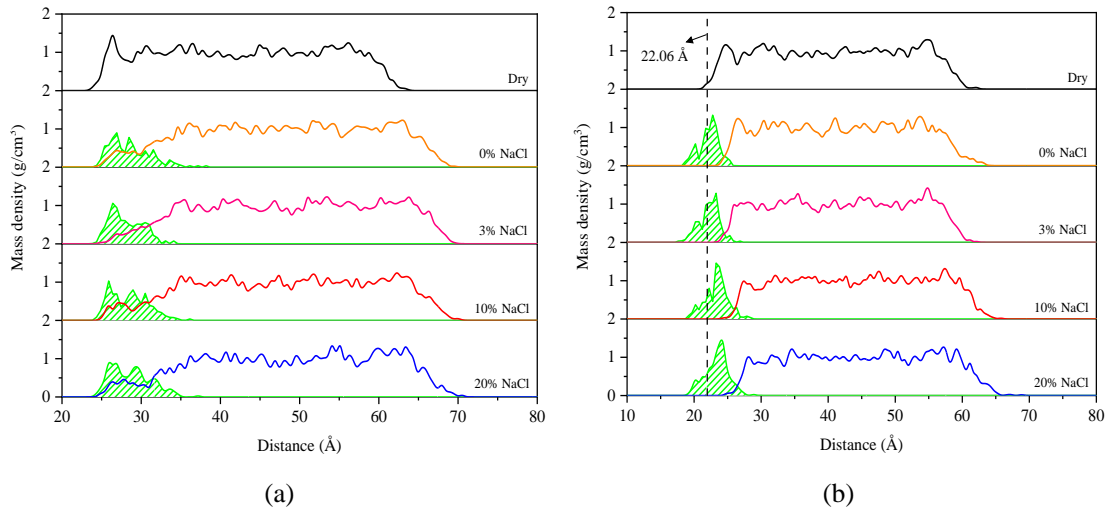 2
1
Dry
2
1
0% NaCl
2
1
3% NaCl
2
1
10% NaCl
2
1
20% NaCl
0
20 30 40 50 60 70 80
Distance (Å)
Mass density (g/cm³)
(a)
2
22.06 Å
1
Dry
2
1
0% NaCl
2
1
3% NaCl
2
1
10% NaCl
2
1
20% NaCl
0
10 20 30 40 50 60 70 80
Distance (Å)
Mass density (g/cm³)
(b)